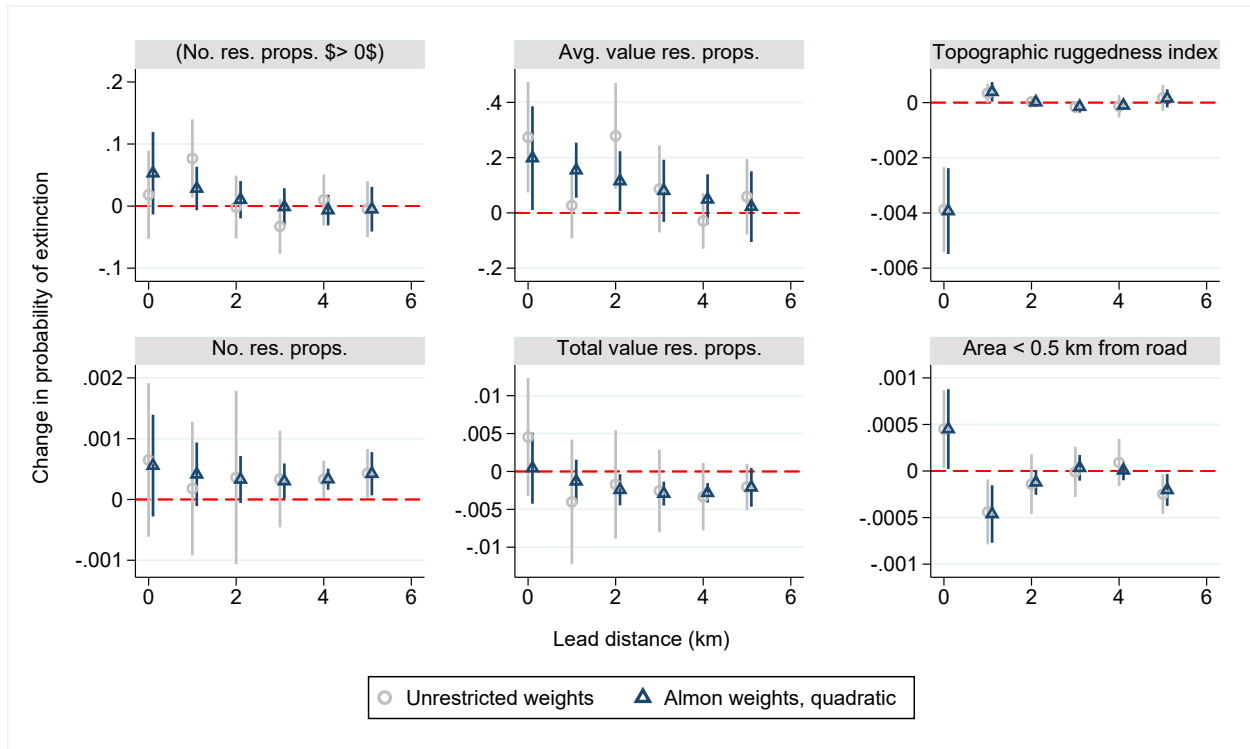 (No. res. props. $> 0$)
Avg. value res. props.
Topographic ruggedness index
.2
.1
0
-.1
0 2 4 6
.4
.2
0
-.2
0 2 4 6
0
-.002
-.004
-.006
0 2 4 6
Change in probability of extinction
No. res. props.
Total value res. props.
Area < 0.5 km from road
.002
.001
0
-.001
0 2 4 6
.01
.005
0
-.005
-.01
0 2 4 6
.001
.0005
0
-.0005
-.001
0 2 4 6
Lead distance (km)
Unrestricted weights
Almon weights, quadratic